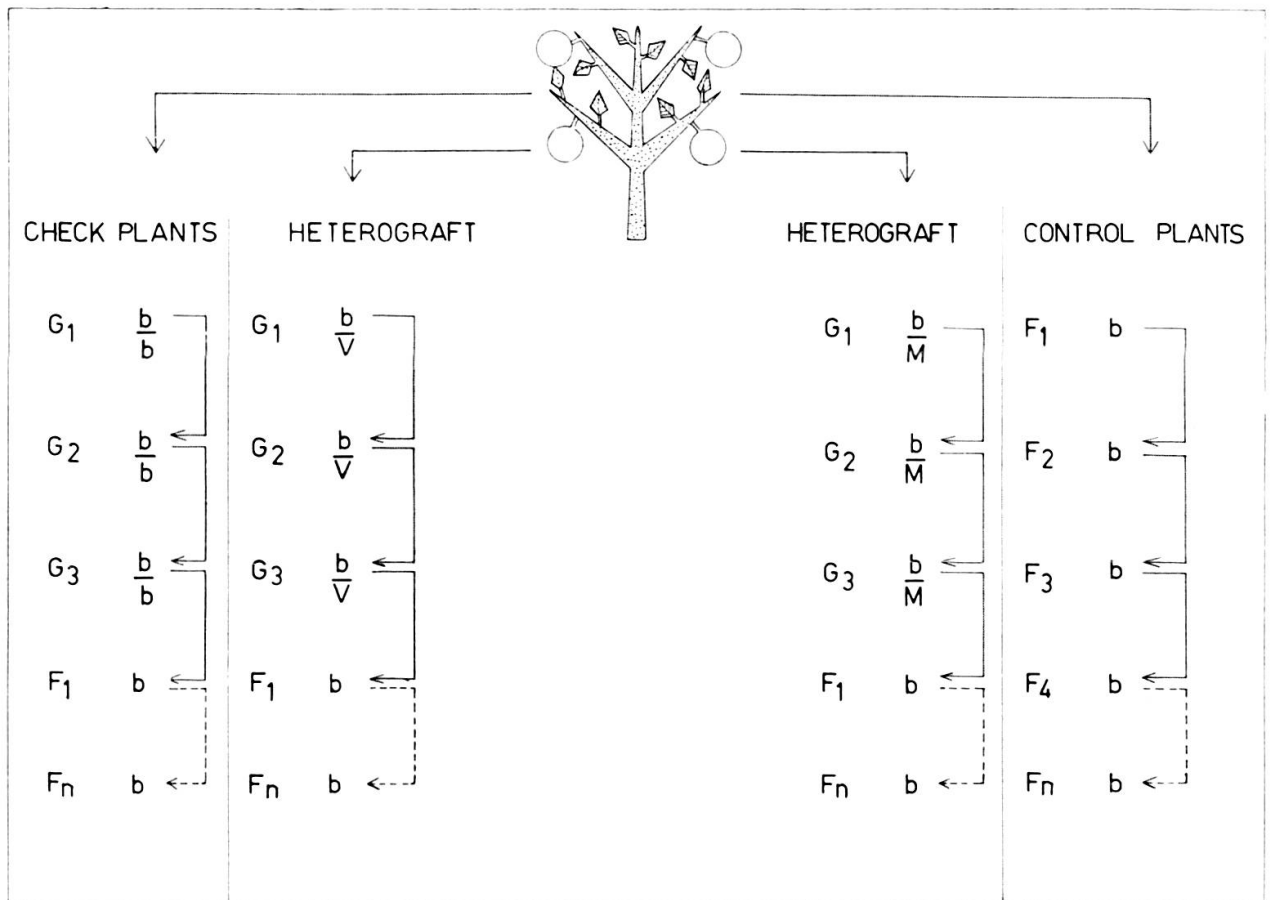 CHECK PLANTS HETEROGRAFT HETEROGRAFT CONTROL PLANTS
G1 b/b G1 b/V G1 b/M F1 b
G2 b/b G2 b/V G2 b/M F2 b
G3 b/b G3 b/V G3 b/M F3 b
F1 b F1 b F1 b F4 b
Fn b Fn b Fn b Fn b